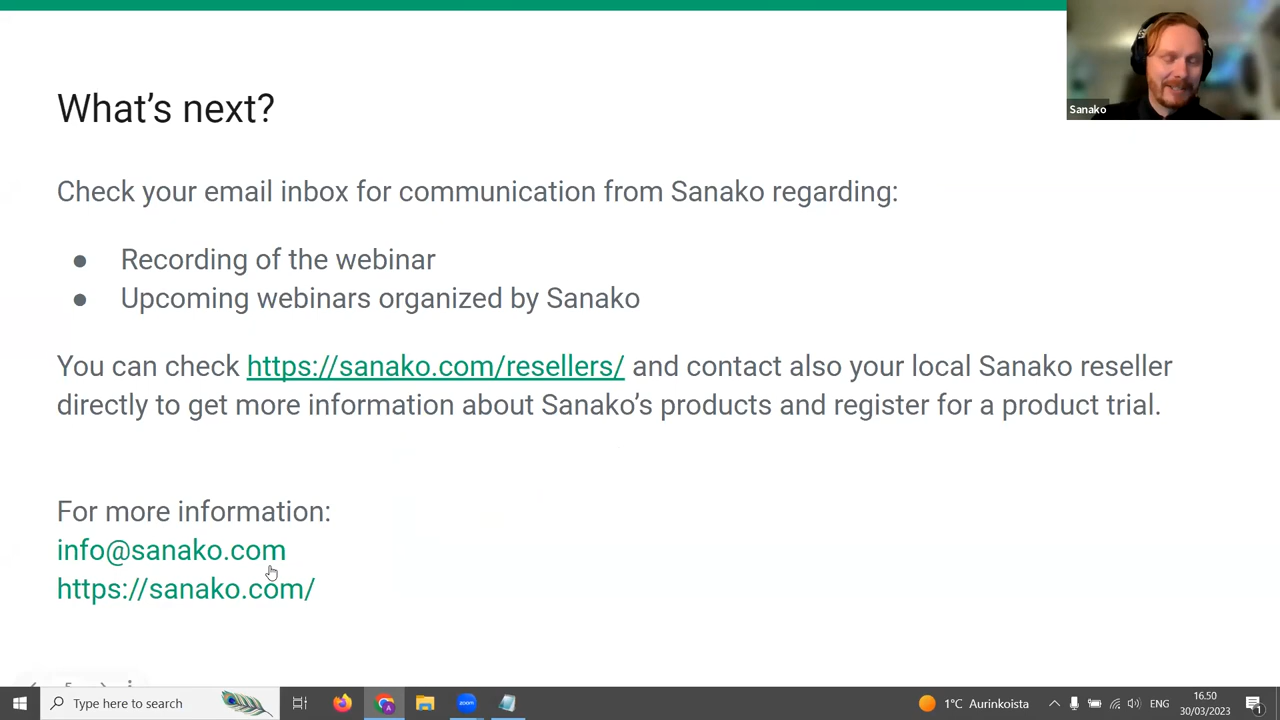 Sanako
What's next?
Check your email inbox for communication from Sanako regarding:
● Recording of the webinar
● Upcoming webinars organized by Sanako
You can check https://sanako.com/resellers/ and contact also your local Sanako reseller
directly to get more information about Sanako's products and register for a product trial.
For more information:
info@sanako.com
https://sanako.com/
Type here to search
zoom
1°C Aurinkoista
ENG
16.50
30/03/2023
1